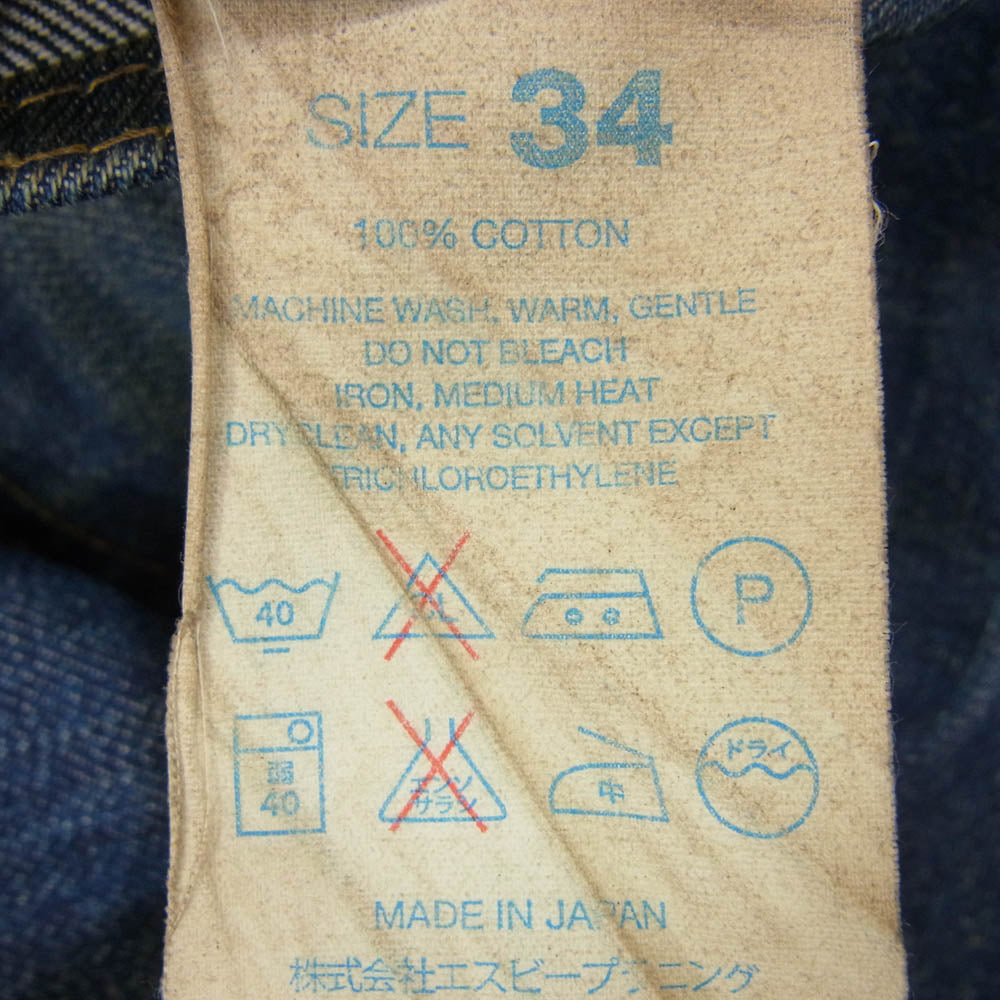 SIZE 34
100% COTTON
MACHINE WASH, WARM, GENTLE
DO NOT BLEACH
IRON, MEDIUM HEAT
DRYCLEAN, ANY SOLVENT EXCEPT
TRICHLOROETHYLENE
40 CL P
弱 エンソ 中 ドライ
40 サラシ
MADE IN JAPAN
株式会社エスビープラニング